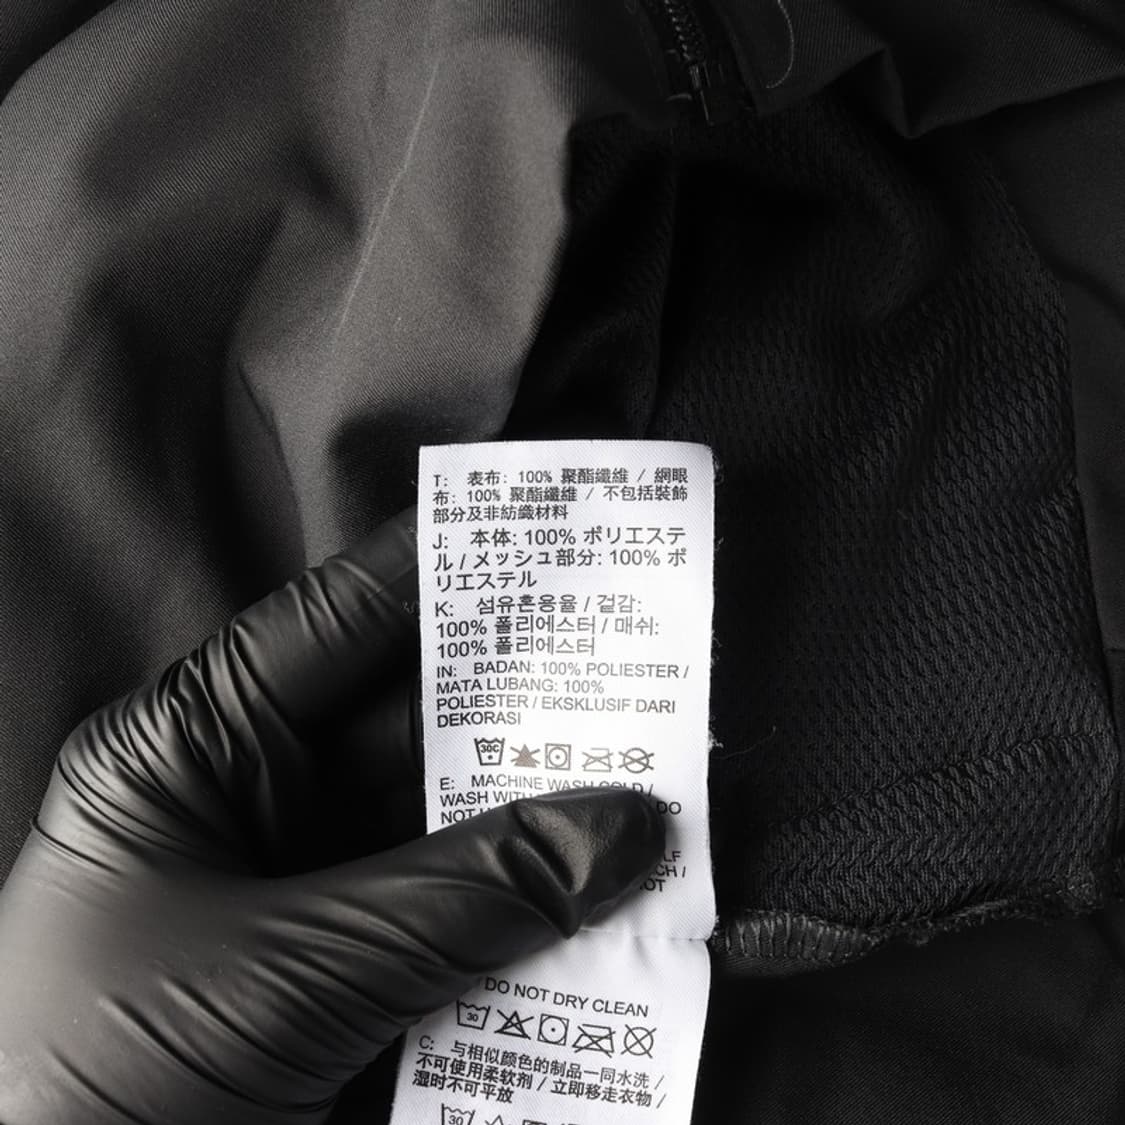 T: 表布: 100% 聚酯纖維 / 網眼
布: 100% 聚酯纖維 / 不包括裝飾
部分及非紡織材料
J: 本体: 100% ポリエステ
ル / メッシュ部分: 100% ポ
リエステル
K: 섬유혼용율 / 겉감:
100% 폴리에스터 / 매쉬:
100% 폴리에스터
IN: BADAN: 100% POLIESTER /
MATA LUBANG: 100%
POLIESTER / EKSKLUSIF DARI
DEKORASI
30C
E: MACHINE WASH COLD /
WASH DO
/ DO NOT DRY CLEAN
30
C: 与相似颜色的制品一同水洗 /
不可使用柔软剂 / 立即移走衣物 /
湿时不可平放
30